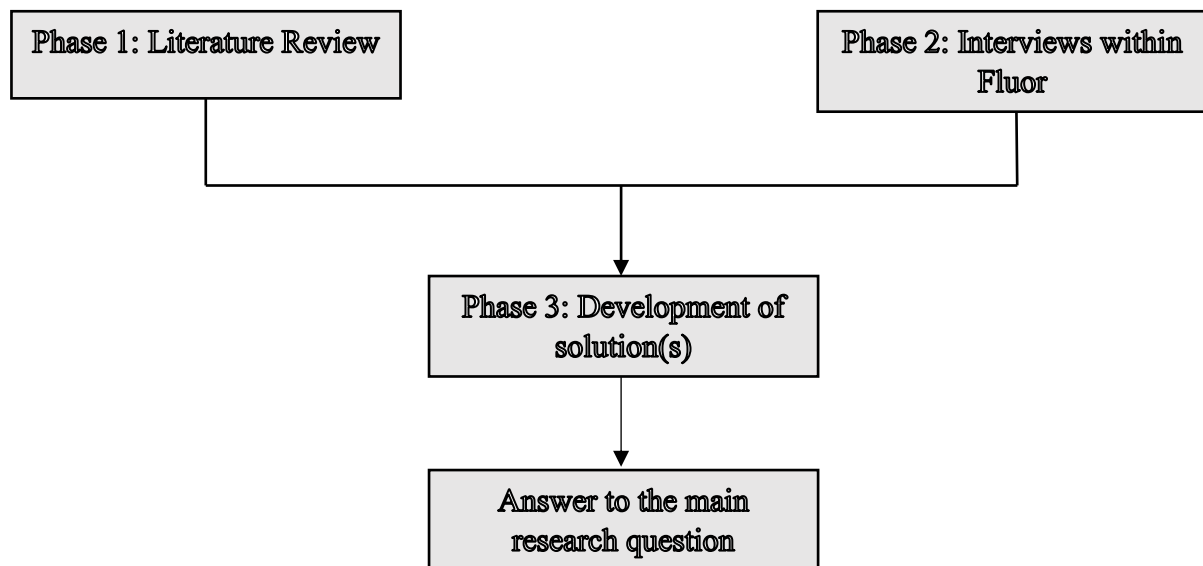 Phase 1: Literature Review
Phase 2: Interviews within
Fluor
Phase 3: Development of
solution(s)
Answer to the main
research question